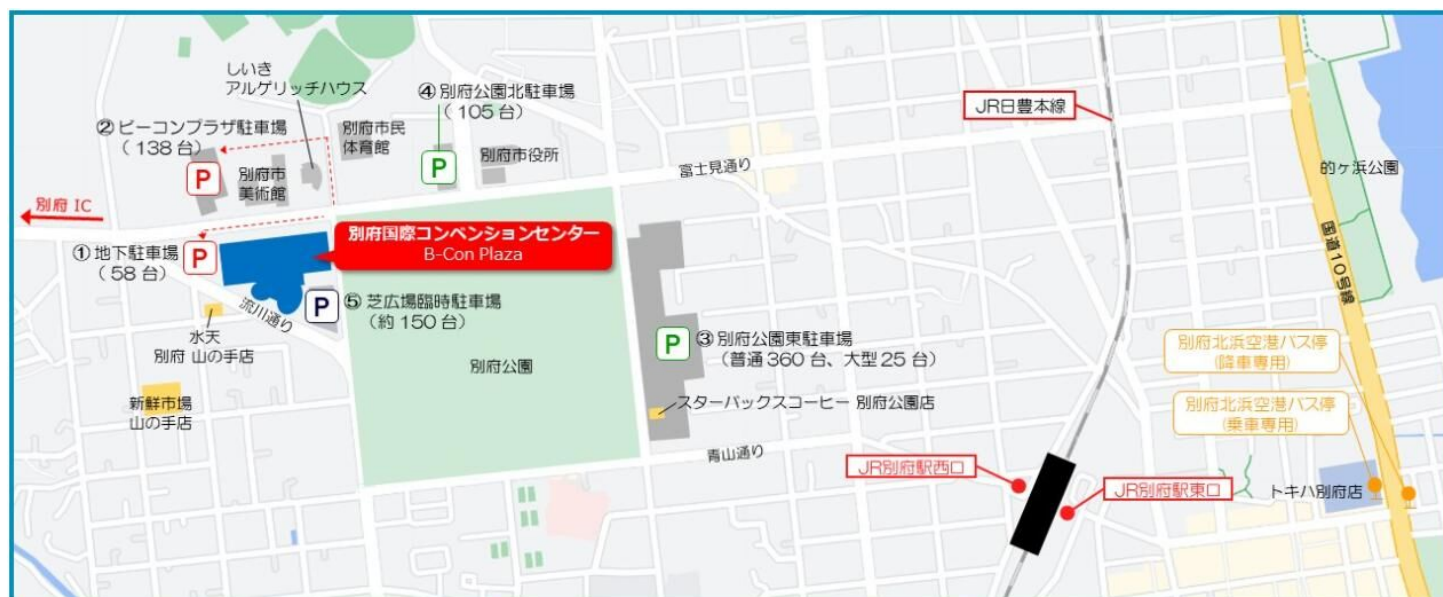 しいき
アルゲリッチハウス
④ 別府公園北駐車場
（105 台）
JR日豊本線
② ビーコンプラザ駐車場
（138 台）
別府市民
体育館
P
別府市役所
富士見通り
的ヶ浜公園
P
別府市
美術館
別府 IC
別府国際コンベンションセンター
B-Con Plaza
① 地下駐車場
（58 台）
P
国道10号線
P
⑤ 芝広場臨時駐車場
（約 150 台）
流川通り
水天
別府 山の手店
P
③ 別府公園東駐車場
（普通 360 台、大型 25 台）
別府北浜空港バス停
(降車専用)
別府公園
新鮮市場
山の手店
スターバックスコーヒー 別府公園店
別府北浜空港バス停
(乗車専用)
青山通り
JR別府駅西口
JR別府駅東口
トキハ別府店